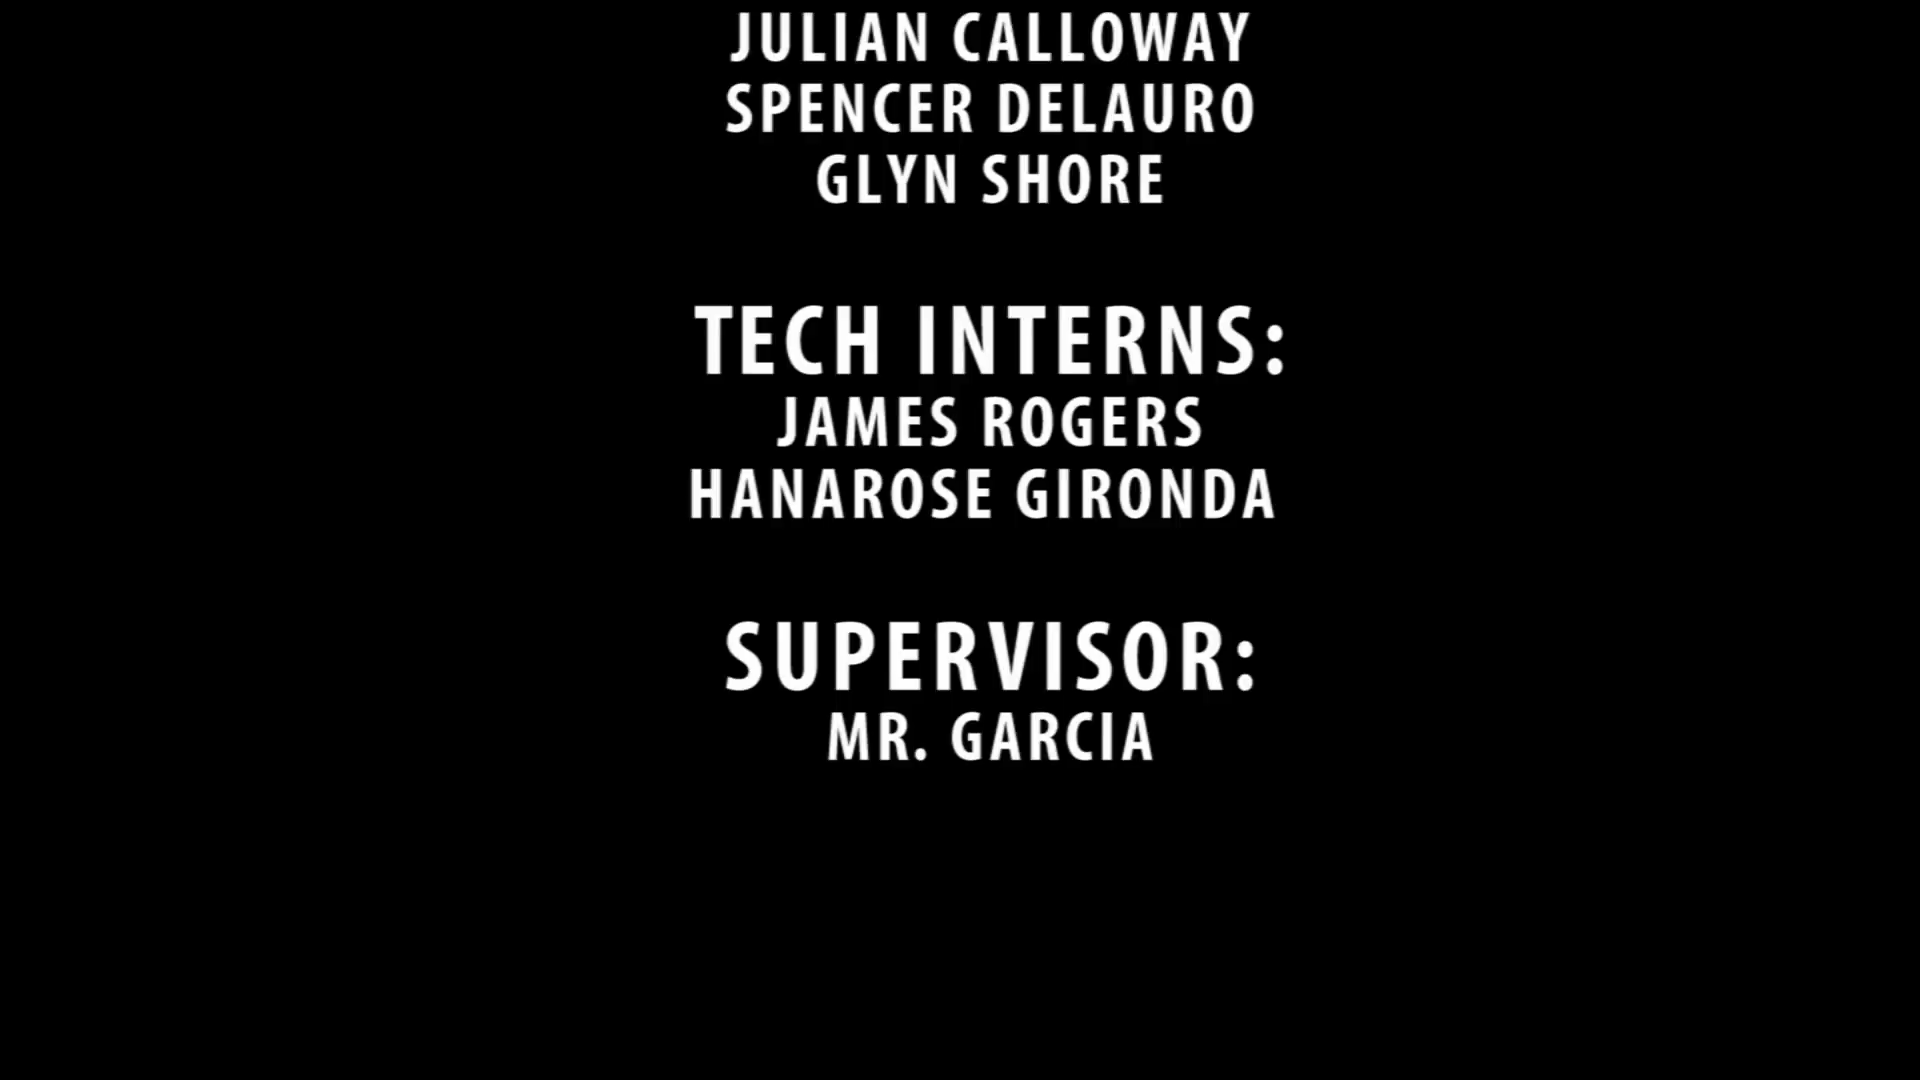 JULIAN CALLOWAY
SPENCER DELAURO
GLYN SHORE
TECH INTERNS:
JAMES ROGERS
HANAROSE GIRONDA
SUPERVISOR:
MR. GARCIA